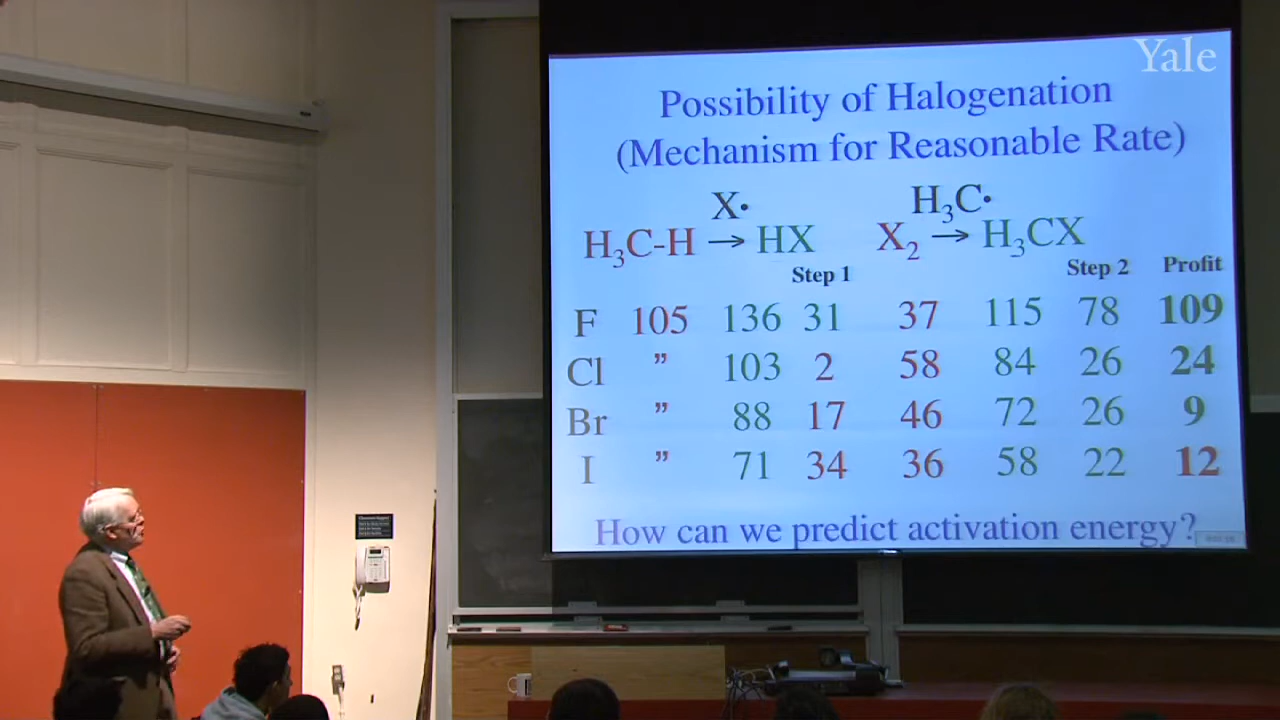 Yale
Possibility of Halogenation
(Mechanism for Reasonable Rate)
X• H₃C•
H₃C-H → HX X₂ → H₃CX
Step 1 Step 2 Profit
F 105 136 31 37 115 78 109
Cl ” 103 2 58 84 26 24
Br ” 88 17 46 72 26 9
I ” 71 34 36 58 22 12
How can we predict activation energy?